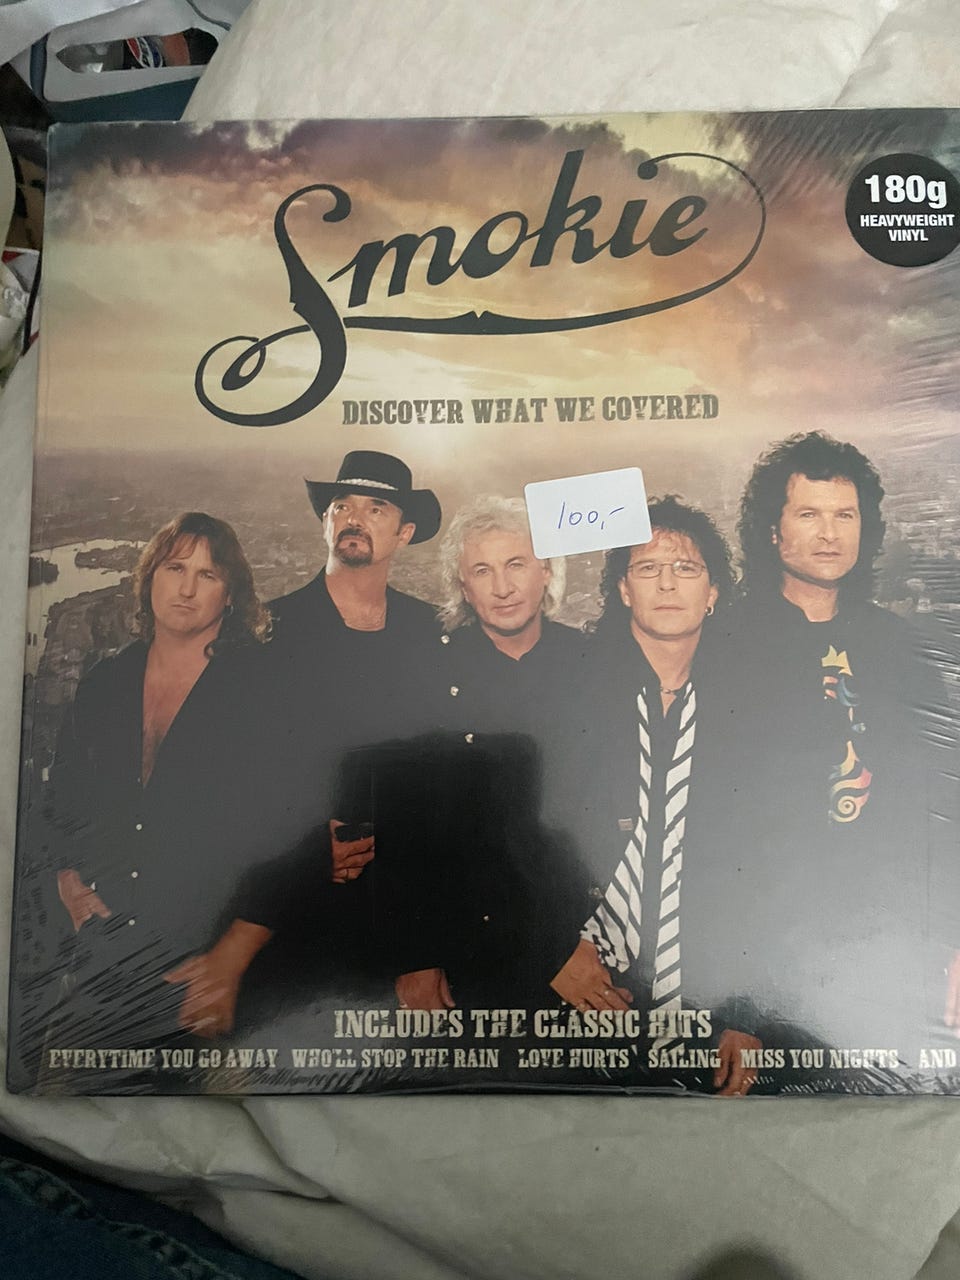 Smokie
180g
HEAVYWEIGHT
VINYL
DISCOVER WHAT WE COVERED
100,-
INCLUDES THE CLASSIC HITS
EVERYTIME YOU GO AWAY WHO'LL STOP THE RAIN LOVE HURTS SAILING MISS YOU NIGHTS AND